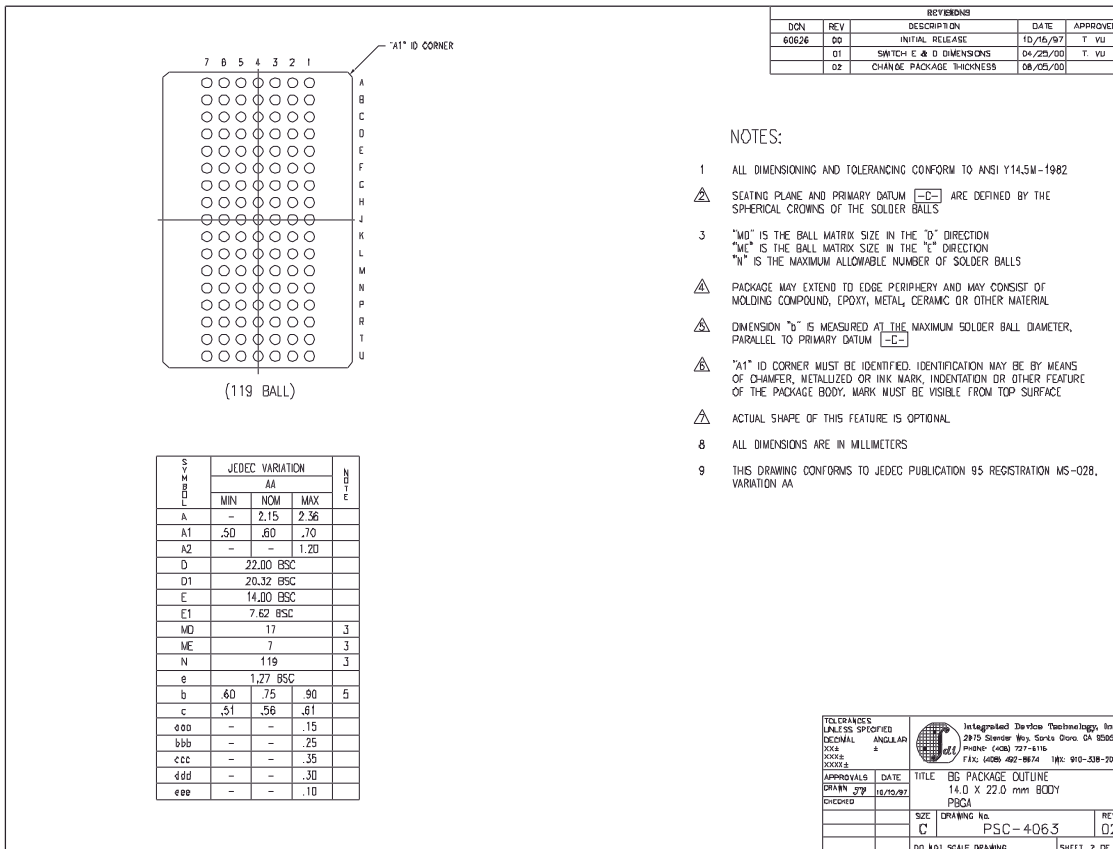 REVISIONS
DCN REV DESCRIPTION DATE APPROVED
60626 00 INITIAL RELEASE 10/15/97 T. VU
01 SWITCH E & D DIMENSIONS 04/25/00 T. VU
02 CHANGE PACKAGE THICKNESS 08/05/00
"A1" ID CORNER
7 6 5 4 3 2 1
A
B
C
D
E
F
G
H
J
K
L
M
N
P
R
T
U
(119 BALL)
NOTES:
1 ALL DIMENSIONING AND TOLERANCING CONFORM TO ANSI Y14.5M-1982
2 SEATING PLANE AND PRIMARY DATUM -C- ARE DEFINED BY THE
SPHERICAL CROWNS OF THE SOLDER BALLS
3 "MD" IS THE BALL MATRIX SIZE IN THE "D" DIRECTION
"ME" IS THE BALL MATRIX SIZE IN THE "E" DIRECTION
"N" IS THE MAXIMUM ALLOWABLE NUMBER OF SOLDER BALLS
4 PACKAGE MAY EXTEND TO EDGE PERIPHERY AND MAY CONSIST OF
MOLDING COMPOUND, EPOXY, METAL, CERAMIC OR OTHER MATERIAL
5 DIMENSION "b" IS MEASURED AT THE MAXIMUM SOLDER BALL DIAMETER,
PARALLEL TO PRIMARY DATUM -C-
6 "A1" ID CORNER MUST BE IDENTIFIED. IDENTIFICATION MAY BE BY MEANS
OF CHAMFER, METALLIZED OR INK MARK, INDENTATION OR OTHER FEATURE
OF THE PACKAGE BODY. MARK MUST BE VISIBLE FROM TOP SURFACE
7 ACTUAL SHAPE OF THIS FEATURE IS OPTIONAL
8 ALL DIMENSIONS ARE IN MILLIMETERS
9 THIS DRAWING CONFORMS TO JEDEC PUBLICATION 95 REGISTRATION MS-028,
VARIATION AA
SYMBOL JEDEC VARIATION NOTE
AA
MIN NOM MAX
A - 2.15 2.36
A1 .50 .60 .70
A2 - - 1.20
D 22.00 BSC
D1 20.32 BSC
E 14.00 BSC
E1 7.62 BSC
MD 17 3
ME 7 3
N 119 3
e 1.27 BSC
b .60 .75 .90 5
c .51 .56 .61
aaa - - .15
bbb - - .25
ccc - - .35
ddd - - .30
eee - - .10
TOLERANCES
UNLESS SPECIFIED
DECIMAL ANGULAR
XX± ±
XXX±
XXXX±
idt
Integrated Device Technology, Inc
2975 Stender Way, Santa Clara, CA 9505
PHONE: (408) 727-6116
FAX: (408) 492-8674 TWX: 910-338-20
APPROVALS DATE
DRAWN 10/15/97
CHECKED
TITLE BG PACKAGE OUTLINE
14.0 X 22.0 mm BODY
PBGA
SIZE DRAWING No. REV
C PSC-4063 02
DO NOT SCALE DRAWING SHEET 2 OF